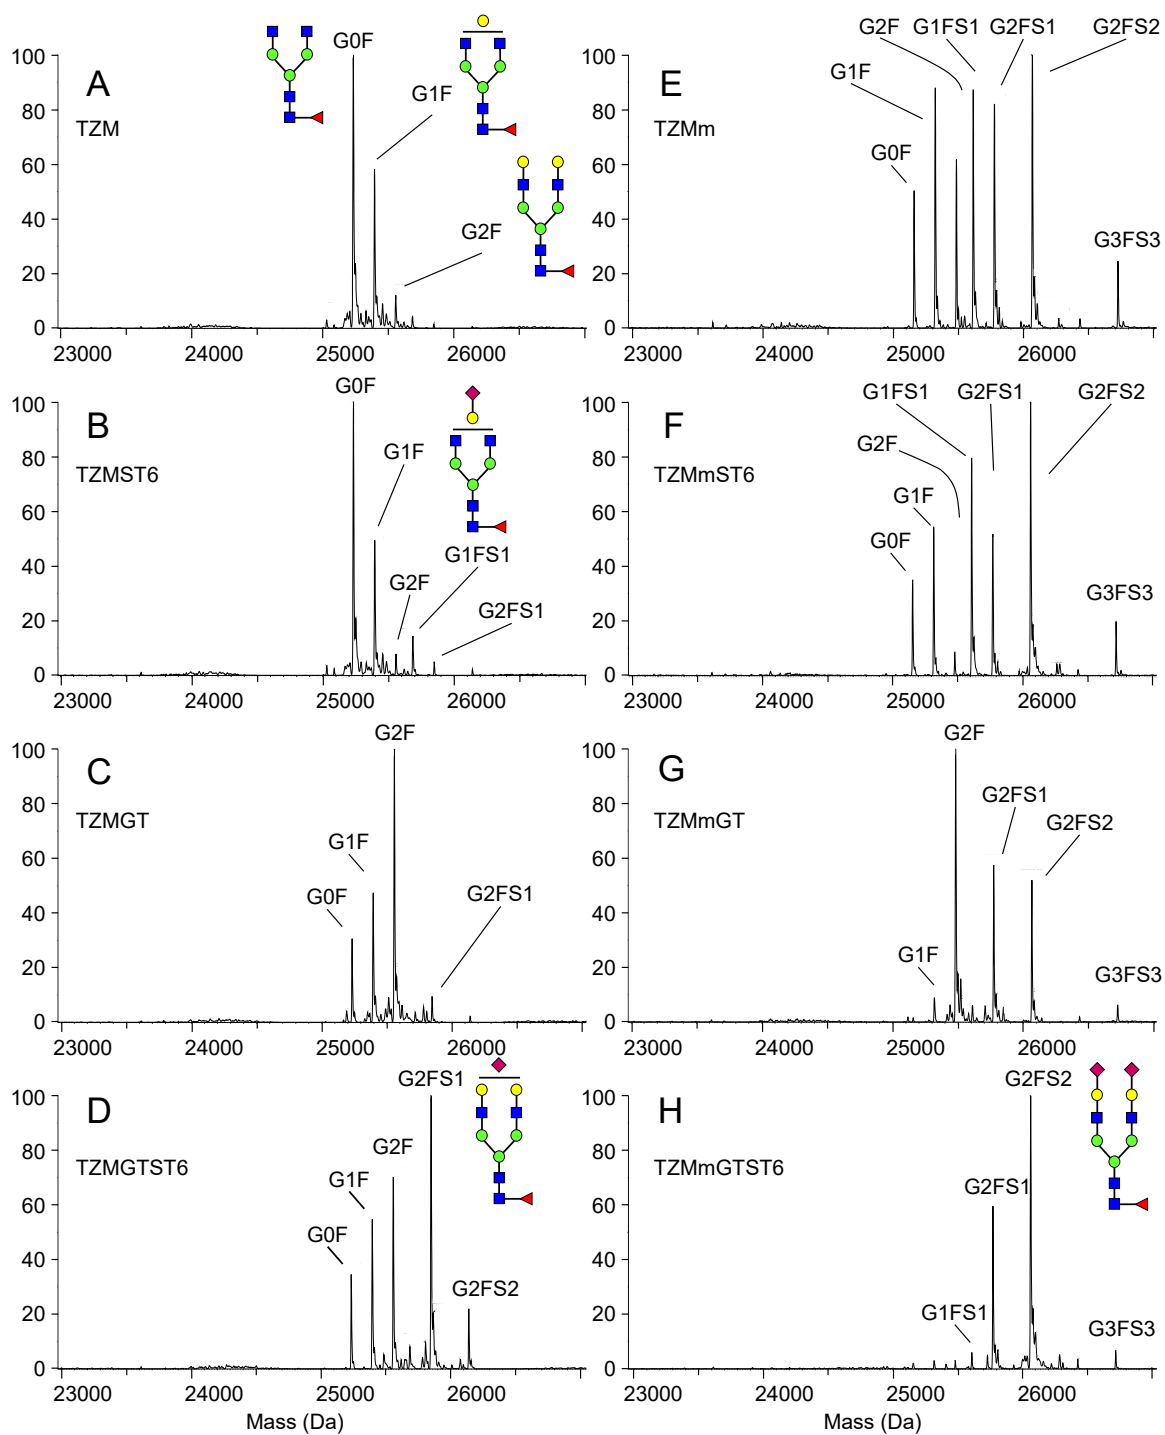 A
TZM
G0F
G1F
G2F
100
80
60
40
20
0
23000 24000 25000 26000
E
TZMm
G2F G1FS1 G2FS1 G2FS2
G1F
G0F
G3FS3
100
80
60
40
20
0
23000 24000 25000 26000
B
TZMST6
G0F
G1F
G2F
G1FS1
G2FS1
100
80
60
40
20
0
23000 24000 25000 26000
F
TZMmST6
G1FS1 G2FS1 G2FS2
G2F
G1F
G0F
G3FS3
100
80
60
40
20
0
23000 24000 25000 26000
C
TZMGT
G2F
G1F
G0F
G2FS1
100
80
60
40
20
0
23000 24000 25000 26000
G
TZMmGT
G2F
G2FS1
G2FS2
G1F
G3FS3
100
80
60
40
20
0
23000 24000 25000 26000
D
TZMGTST6
G2FS1
G2F
G1F
G0F
G2FS2
100
80
60
40
20
0
23000 24000 25000 26000
Mass (Da)
H
TZMmGTST6
G2FS2
G2FS1
G1FS1
G3FS3
100
80
60
40
20
0
23000 24000 25000 26000
Mass (Da)